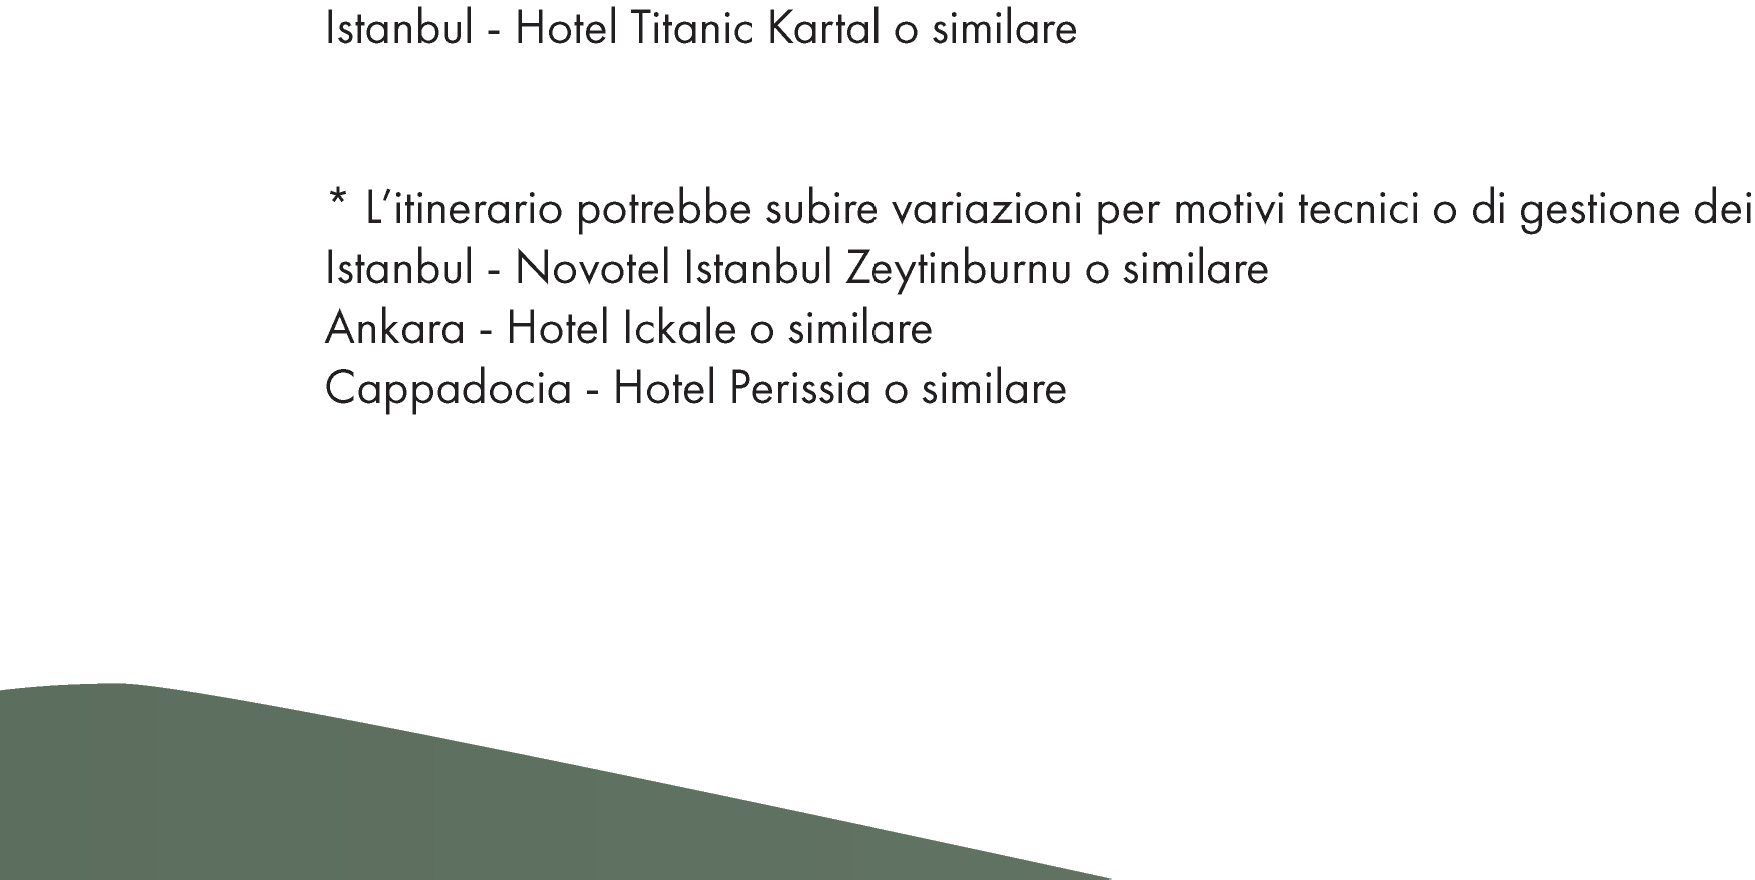 Istanbul - Hotel Titanic Kartal o similare
* L’itinerario potrebbe subire variazioni per motivi tecnici o di gestione dei
Istanbul - Novotel Istanbul Zeytinburnu o similare
Ankara - Hotel Ickale o similare
Cappadocia - Hotel Perissia o similare